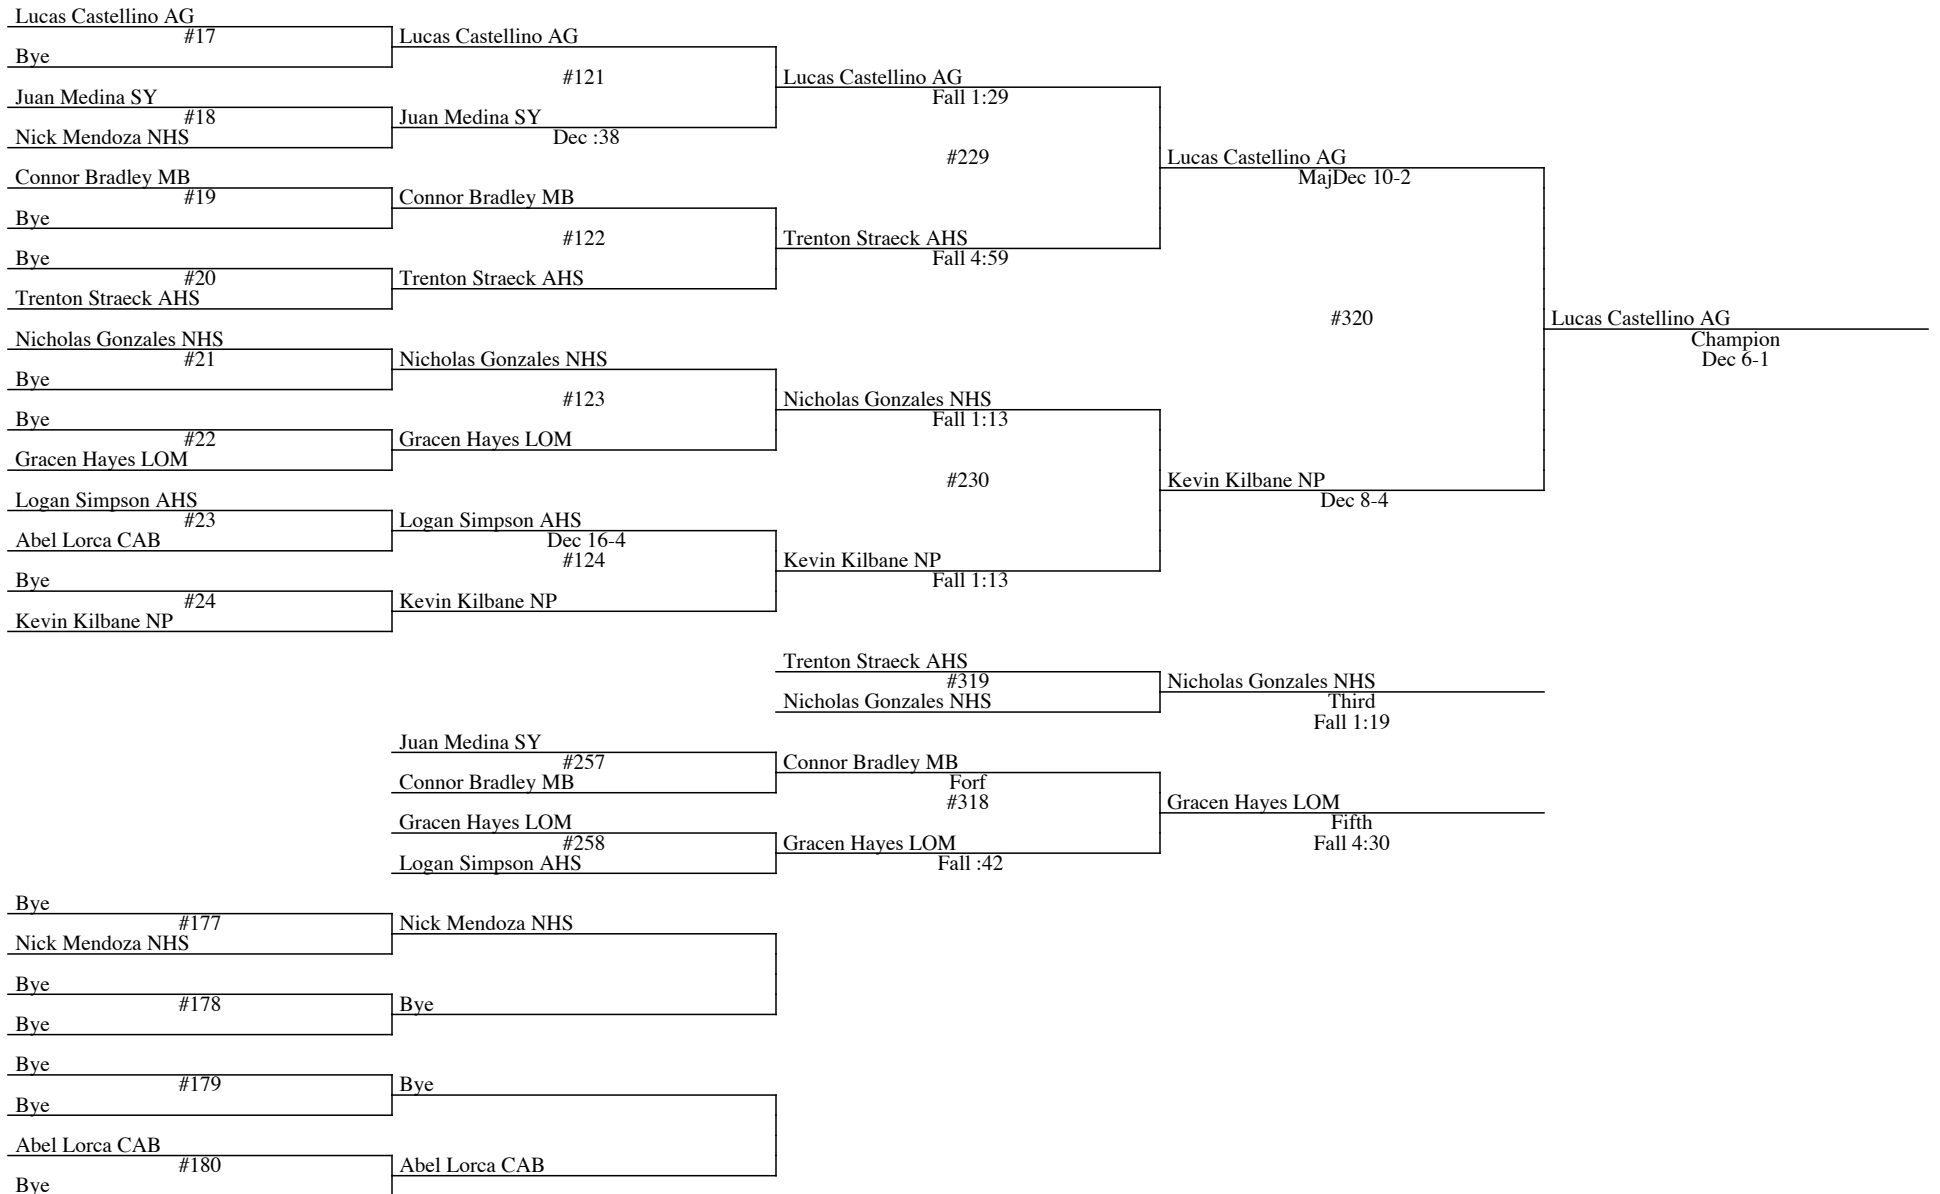 Lucas Castellino AG
#17
Lucas Castellino AG
Bye
#121
Lucas Castellino AG
Juan Medina SY
Fall 1:29
#18
Juan Medina SY
Nick Mendoza NHS
Dec :38
#229
Lucas Castellino AG
Connor Bradley MB
MajDec 10-2
#19
Connor Bradley MB
Bye
#122
Trenton Straeck AHS
Bye
Fall 4:59
#20
Trenton Straeck AHS
Trenton Straeck AHS
#320
Lucas Castellino AG
Nicholas Gonzales NHS
Champion
#21
Nicholas Gonzales NHS
Dec 6-1
Bye
#123
Nicholas Gonzales NHS
Bye
Fall 1:13
#22
Gracen Hayes LOM
Gracen Hayes LOM
#230
Kevin Kilbane NP
Logan Simpson AHS
Dec 8-4
#23
Logan Simpson AHS
Abel Lorca CAB
Dec 16-4
#124
Kevin Kilbane NP
Bye
Fall 1:13
#24
Kevin Kilbane NP
Kevin Kilbane NP
Trenton Straeck AHS
#319
Nicholas Gonzales NHS
Nicholas Gonzales NHS
Third
Fall 1:19
Juan Medina SY
#257
Connor Bradley MB
Connor Bradley MB
Forf
#318
Gracen Hayes LOM
Gracen Hayes LOM
Fifth
#258
Gracen Hayes LOM
Fall 4:30
Logan Simpson AHS
Fall :42
Bye
#177
Nick Mendoza NHS
Nick Mendoza NHS
Bye
#178
Bye
Bye
Bye
#179
Bye
Bye
Abel Lorca CAB
#180
Abel Lorca CAB
Bye